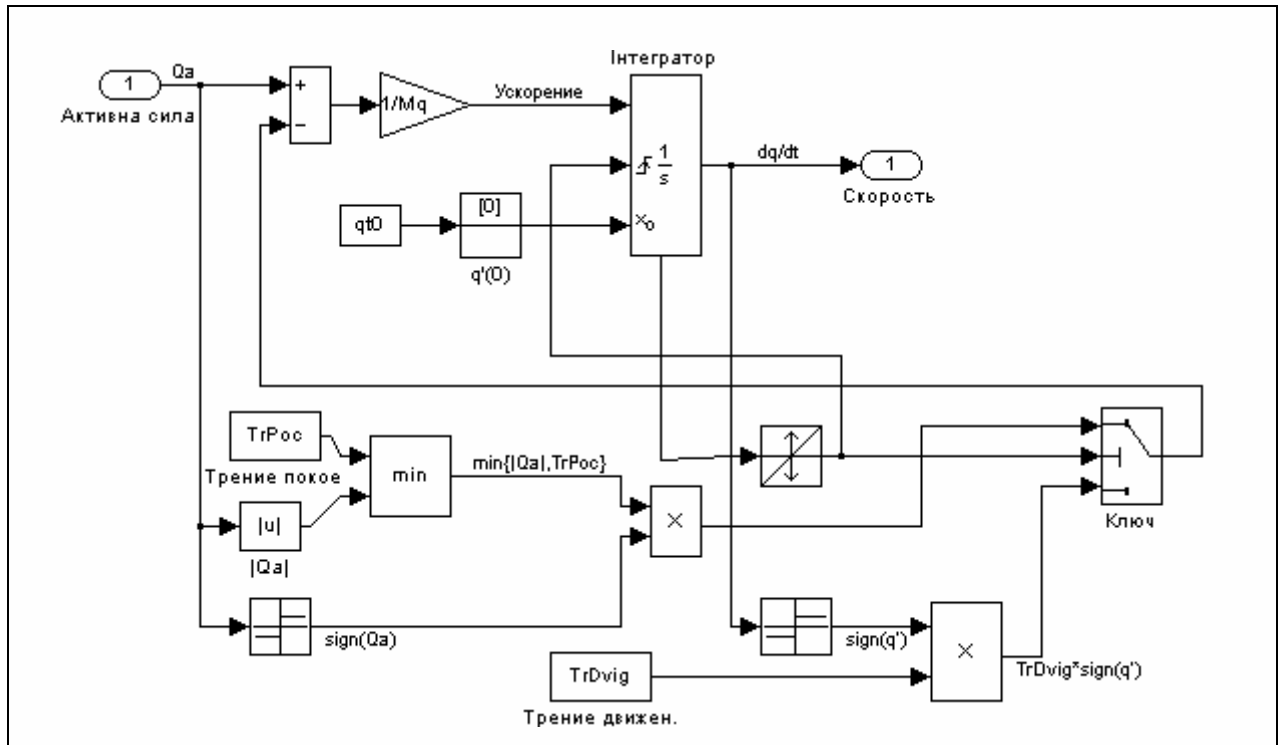 Інтегратор
1
Qa
Активна сила
+
−
1/Mq
Ускорение
1
s
xo
dq/dt
1
Скорость
qt0
[0]
q'(0)
TrPoc
Трение покое
min
min{|Qa|,TrPoc}
|u|
|Qa|
×
Ключ
sign(Qa)
sign(q')
×
TrDvig*sign(q')
TrDvig
Трение движен.